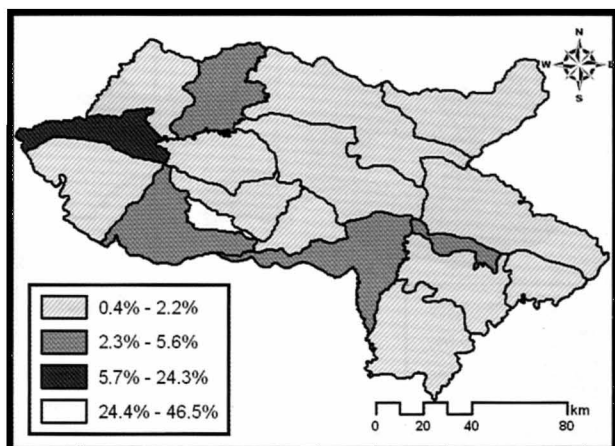 N
W E
S
0.4% - 2.2%
2.3% - 5.6%
5.7% - 24.3%
24.4% - 46.5%
km
0 20 40 80